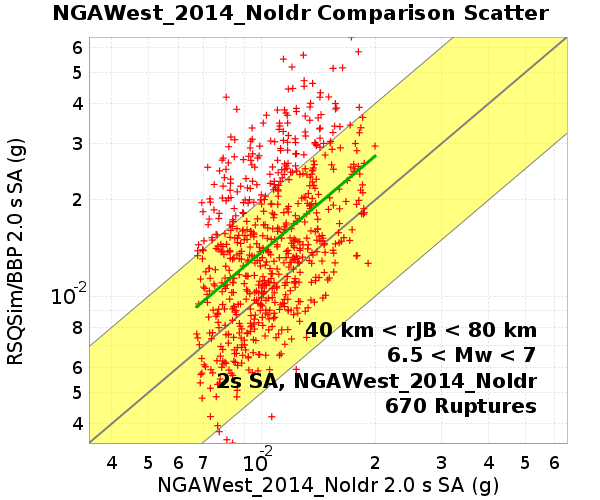 NGAWest_2014_NoIdr Comparison Scatter
6
5
4
3
2
10-2
8
6
5
4
RSQSim/BBP 2.0 s SA (g)
40 km < rJB < 80 km
6.5 < Mw < 7
2s SA, NGAWest_2014_NoIdr
670 Ruptures
4 5 6 7 10-2 2 3 4 5 6
NGAWest_2014_NoIdr 2.0 s SA (g)